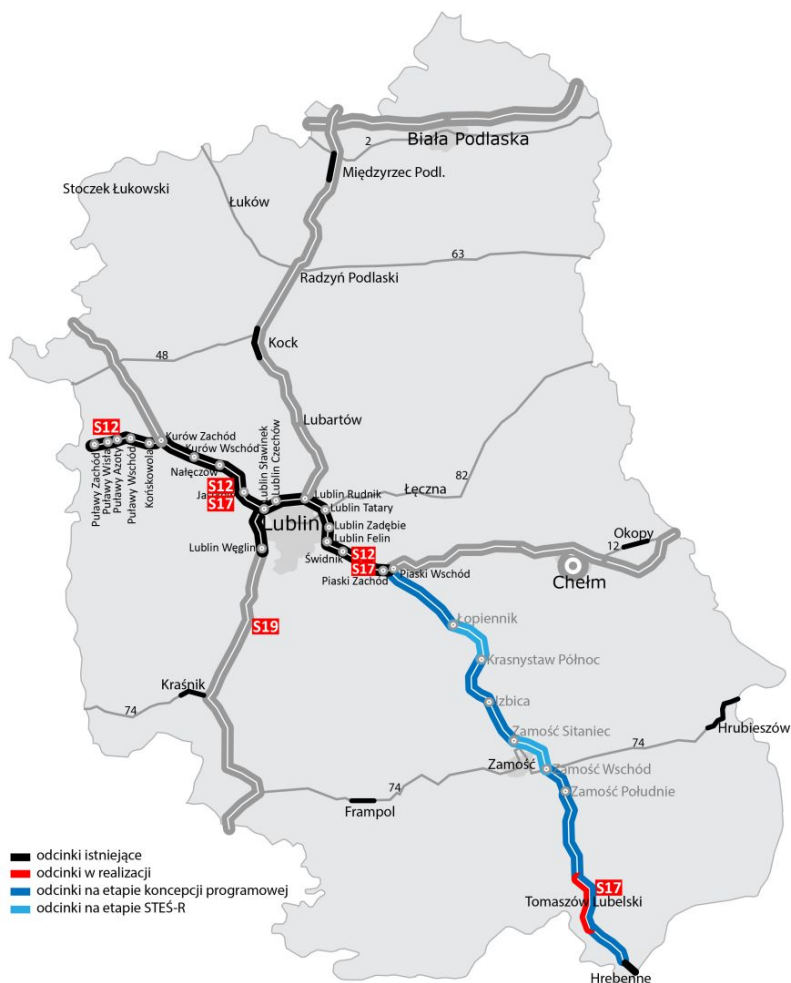 Biała Podlaska
2
Międzyrzec Podl.
Stoczek Łukowski
Łuków
63
Radzyń Podlaski
Kock
48
Lubartów
S12
Kurów Zachód
Kurów Wschód
Puławy Zachód
Puławy Wisła
Puławy Azoty
Puławy Wschód
Końskowola
Nałęczów
Lublin Sławinek
Lublin Czechów
82
Łęczna
S12
S17
Lublin Rudnik
Lublin Tatary
Lublin
Lublin Zadębie
Lublin Felin
Okopy
12
Lublin Węglin
Świdnik
S12
S17
Piaski Zachód
Piaski Wschód
Chełm
Łopiennik
S19
Krasnystaw Północ
Kraśnik
Izbica
74
Zamość Sitaniec
74
Hrubieszów
Zamość
Zamość Wschód
74
Zamość Południe
Frampol
odcinki istniejące
odcinki w realizacji
odcinki na etapie koncepcji programowej
odcinki na etapie STEŚ-R
S17
Tomaszów Lubelski
Hrebenne